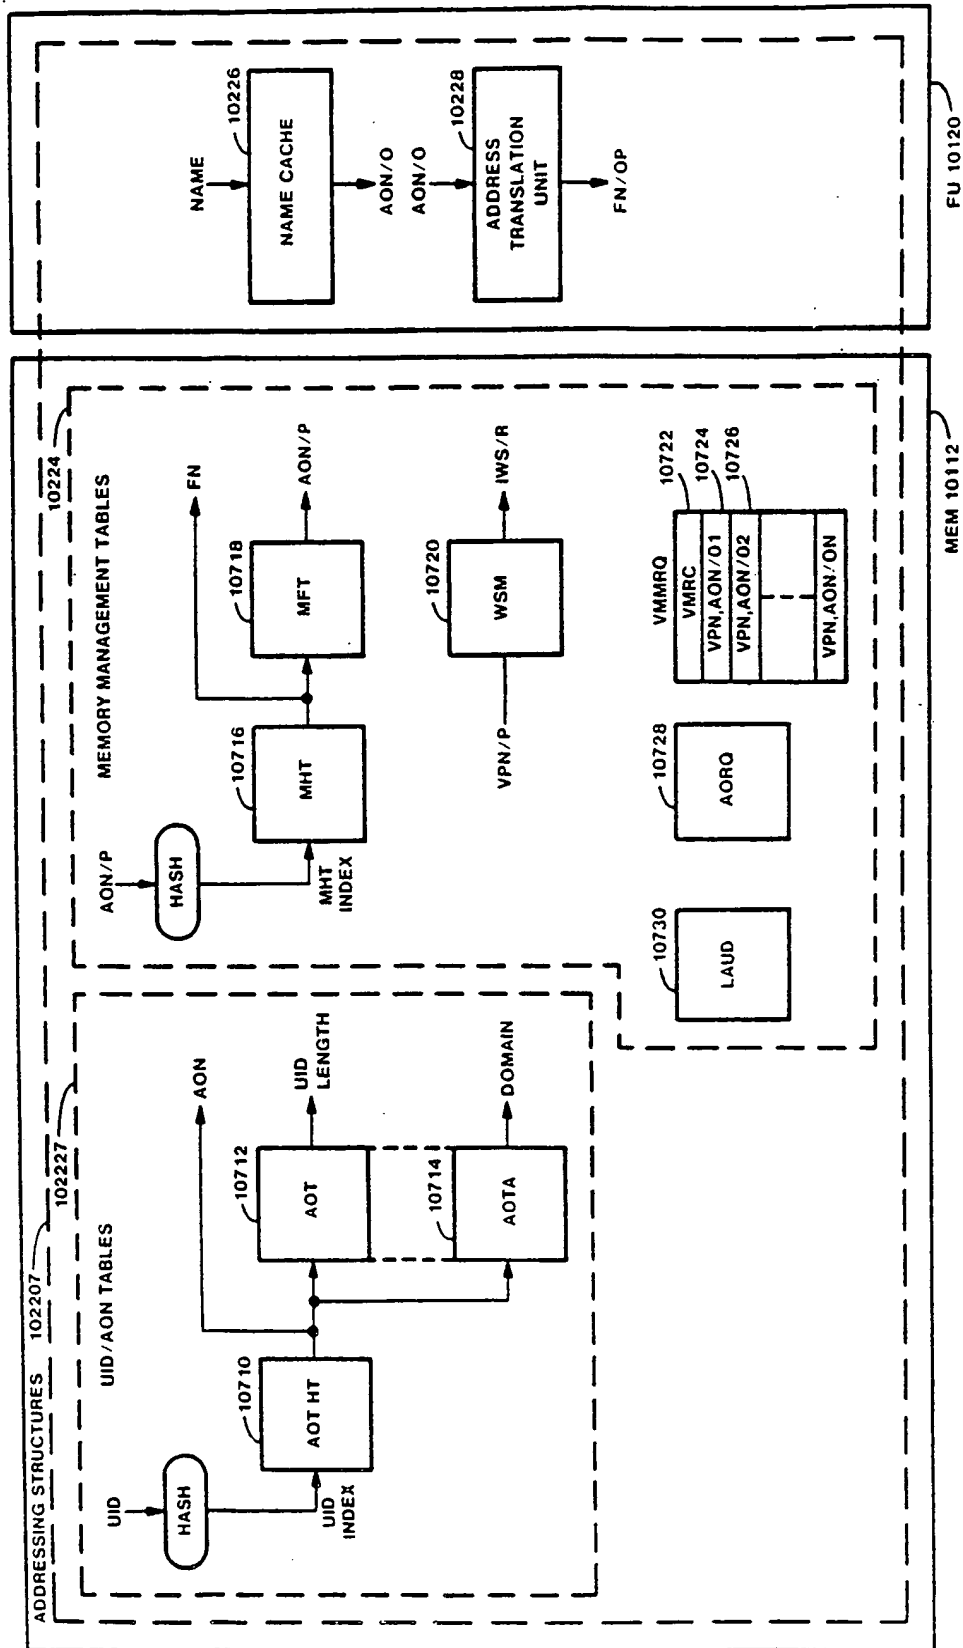 ADDRESSING STRUCTURES 102207
102227
UID/AON TABLES
UID
HASH
UID
INDEX
10710
AOT HT
AON
10712
AOT
UID
LENGTH
10714
AOTA
DOMAIN
10224
MEMORY MANAGEMENT TABLES
AON/P
HASH
MHT
INDEX
10716
MHT
FN
10718
MFT
AON/P
VPN/P
10720
WSM
IWS/R
10730
LAUD
10728
AORQ
VMMRQ
10722
VMRC
10724
VPN,AON/O1
10726
VPN,AON/O2
VPN,AON/ON
MEM 10112
NAME
10226
NAME CACHE
AON/O
AON/O
10228
ADDRESS
TRANSLATION
UNIT
FN/OP
FU 10120